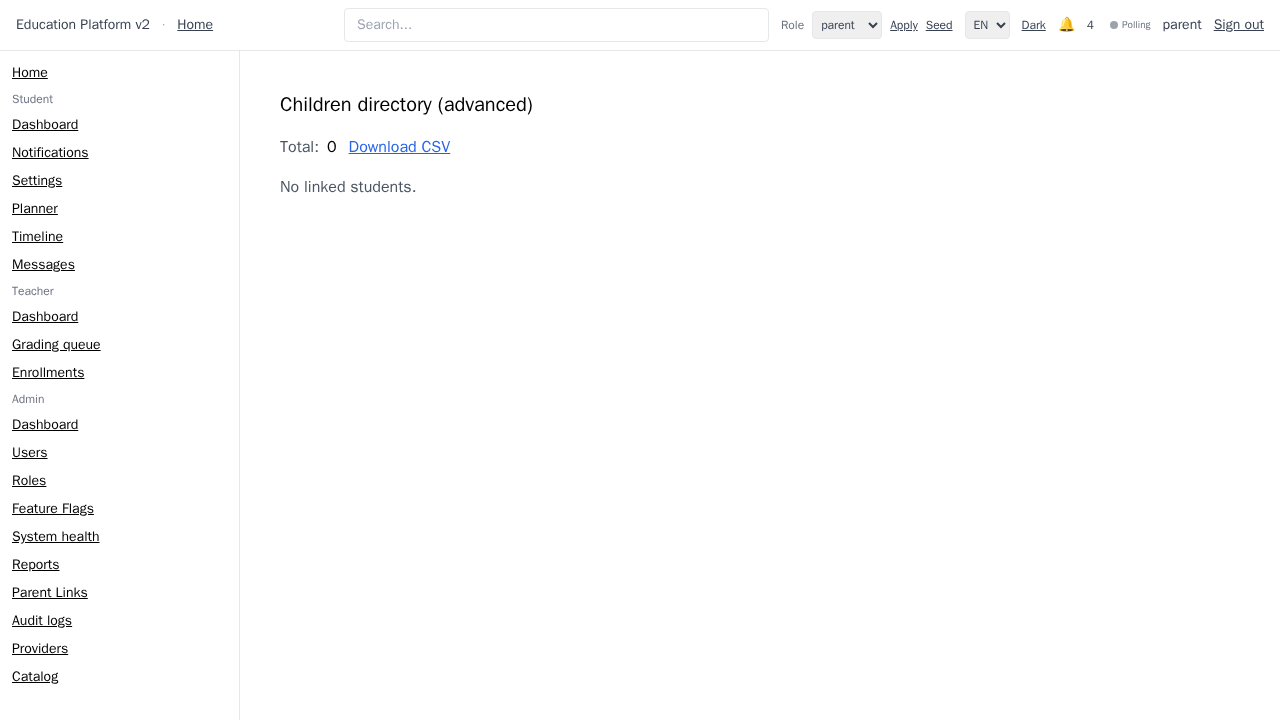 Education Platform v2 · Home
Search...
Role parent Apply Seed EN Dark 🔔 4 Polling parent Sign out
Home
Student
Dashboard
Notifications
Settings
Planner
Timeline
Messages
Teacher
Dashboard
Grading queue
Enrollments
Admin
Dashboard
Users
Roles
Feature Flags
System health
Reports
Parent Links
Audit logs
Providers
Catalog
Children directory (advanced)
Total: 0 Download CSV
No linked students.